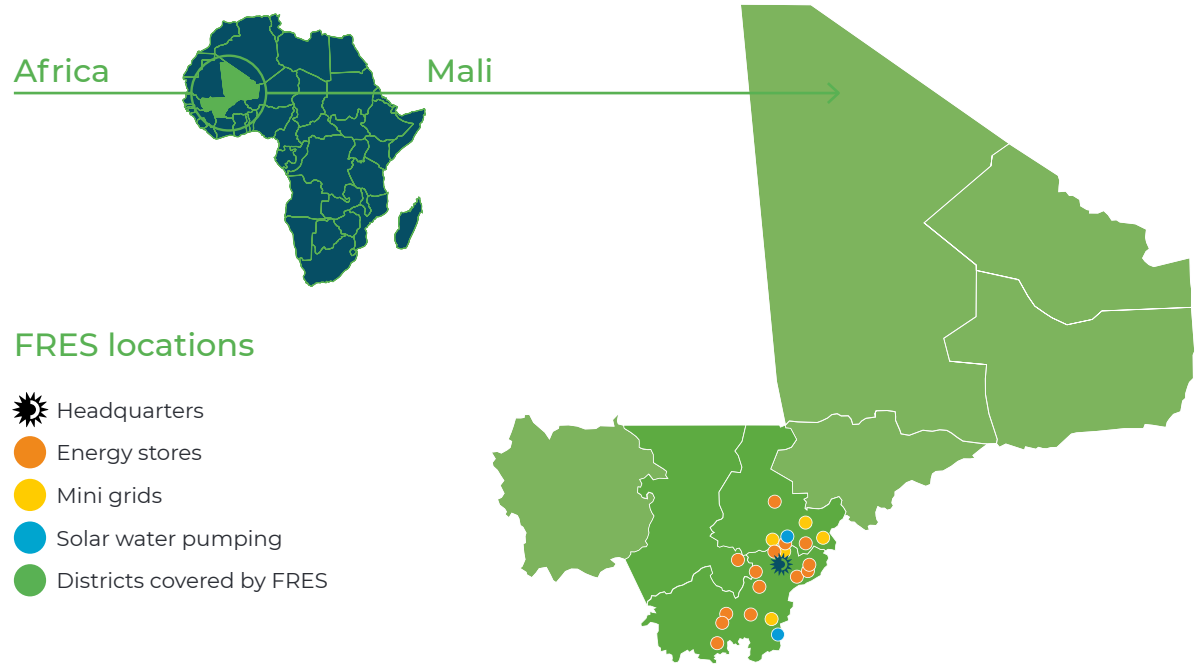 Africa
Mali
FRES locations
Headquarters
Energy stores
Mini grids
Solar water pumping
Districts covered by FRES